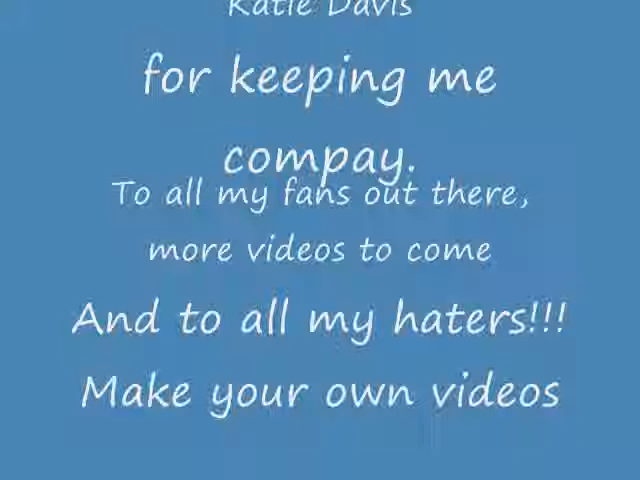 Katie Davis
for keeping me
compay.
To all my fans out there,
more videos to come
And to all my haters!!!
Make your own videos